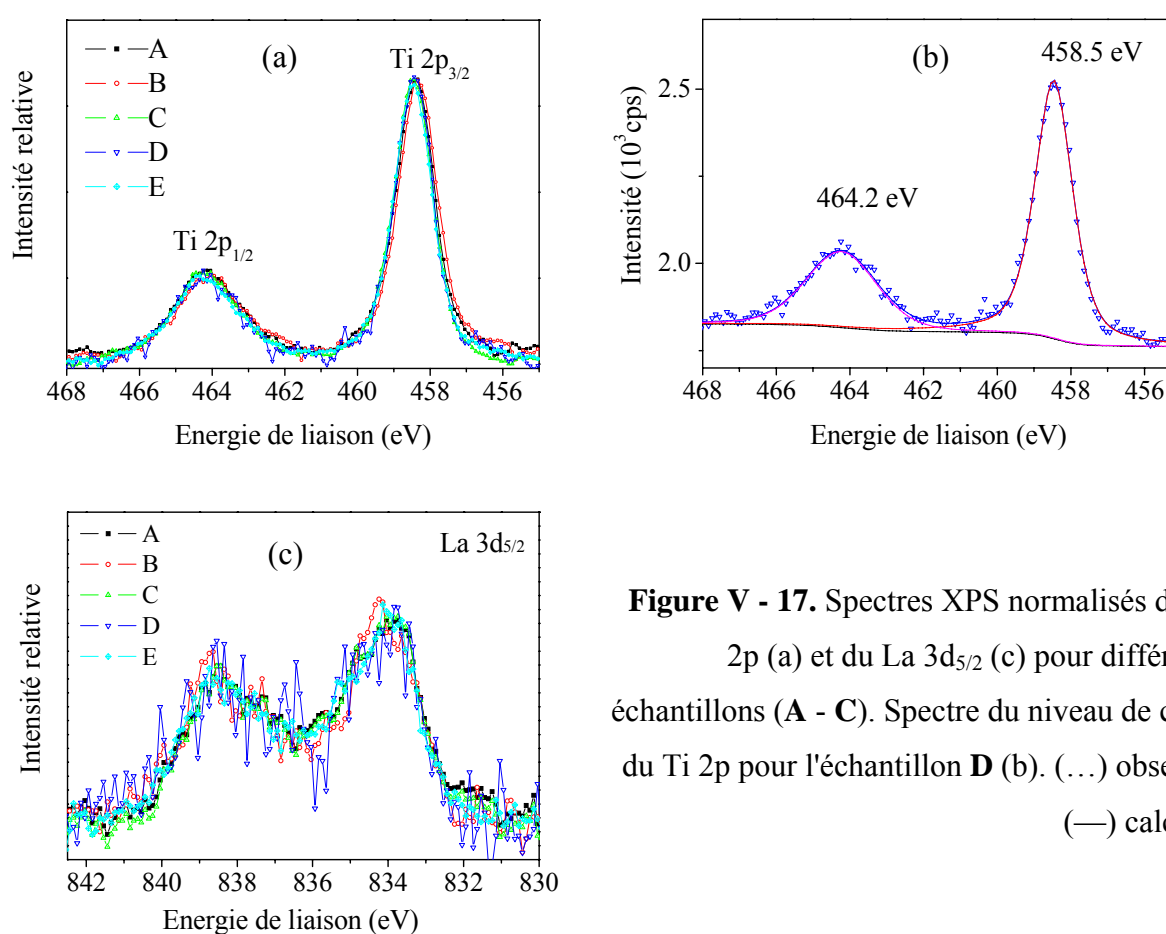 (a)
Ti 2p3/2
Ti 2p1/2
A
B
C
D
E
Intensité relative
468 466 464 462 460 458 456
Energie de liaison (eV)
(b)
458.5 eV
464.2 eV
2.5
2.0
Intensité (10³cps)
468 466 464 462 460 458 456
Energie de liaison (eV)
(c)
La 3d5/2
A
B
C
D
E
Intensité relative
842 840 838 836 834 832 830
Energie de liaison (eV)
Figure V - 17. Spectres XPS normalisés d
2p (a) et du La 3d5/2 (c) pour différ
échantillons (A - C). Spectre du niveau de c
du Ti 2p pour l'échantillon D (b). (…) obse
(—) calc